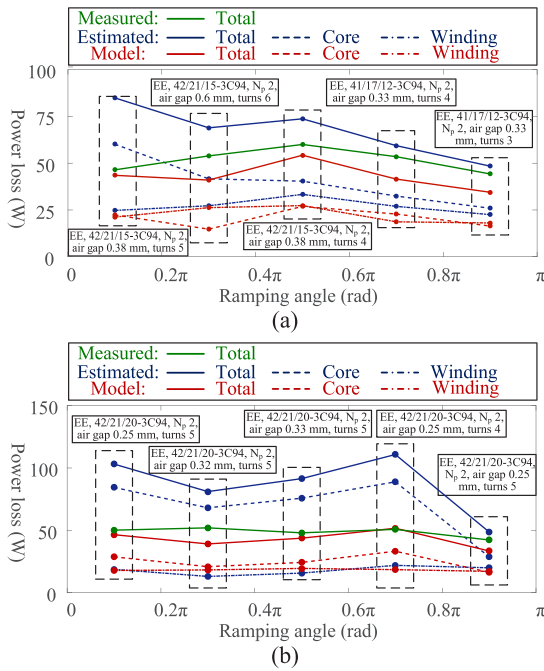 Measured: Total
Estimated: Total Core Winding
Model: Total Core Winding
100
75
50
25
0
Power loss (W)
EE, 42/21/15-3C94, Np 2,
air gap 0.6 mm, turns 6
EE, 41/17/12-3C94, Np 2,
air gap 0.33 mm, turns 4
EE, 41/17/12-3C94,
Np 2, air gap 0.33
mm, turns 3
EE, 42/21/15-3C94, Np 2,
air gap 0.38 mm, turns 5
EE, 42/21/15-3C94, Np 2,
air gap 0.38 mm, turns 4
0 0.2π 0.4π 0.6π 0.8π π
Ramping angle (rad)
(a)
Measured: Total
Estimated: Total Core Winding
Model: Total Core Winding
150
100
50
0
Power loss (W)
EE, 42/21/20-3C94, Np 2,
air gap 0.25 mm, turns 5
EE, 42/21/20-3C94, Np 2,
air gap 0.32 mm, turns 5
EE, 42/21/20-3C94, Np 2,
air gap 0.33 mm, turns 5
EE, 42/21/20-3C94, Np 2,
air gap 0.25 mm, turns 4
EE, 42/21/20-3C94,
Np 2, air gap 0.25
mm, turns 5
0 0.2π 0.4π 0.6π 0.8π π
Ramping angle (rad)
(b)